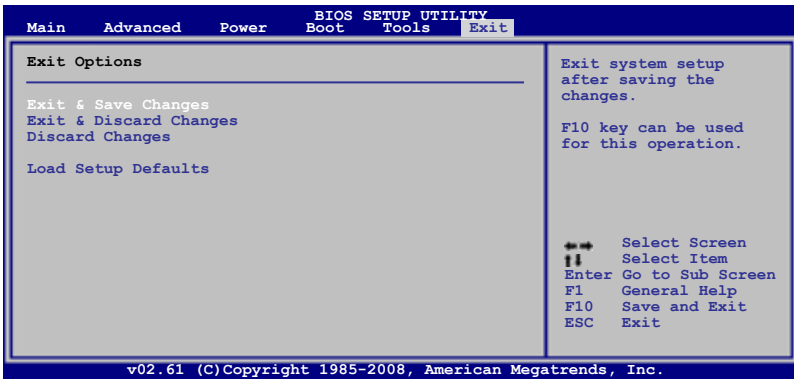 BIOS SETUP UTILITY
Main Advanced Power Boot Tools Exit
Exit Options
Exit & Save Changes
Exit & Discard Changes
Discard Changes
Load Setup Defaults
Exit system setup
after saving the
changes.
F10 key can be used
for this operation.
Select Screen
Select Item
Enter Go to Sub Screen
F1 General Help
F10 Save and Exit
ESC Exit
v02.61 (C)Copyright 1985-2008, American Megatrends, Inc.